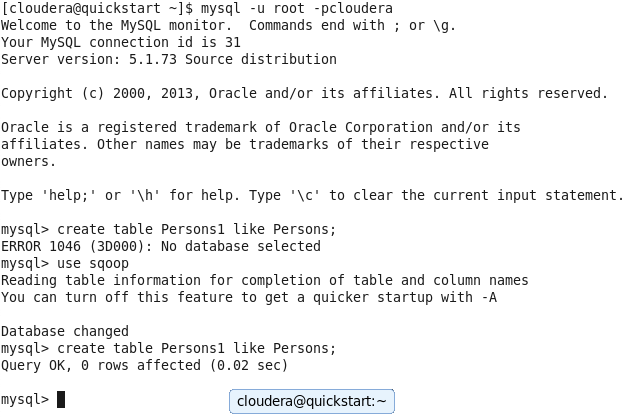 [cloudera@quickstart ~]$ mysql -u root -pcloudera
Welcome to the MySQL monitor.  Commands end with ; or \g.
Your MySQL connection id is 31
Server version: 5.1.73 Source distribution
Copyright (c) 2000, 2013, Oracle and/or its affiliates. All rights reserved.
Oracle is a registered trademark of Oracle Corporation and/or its
affiliates. Other names may be trademarks of their respective
owners.
Type 'help;' or '\h' for help. Type '\c' to clear the current input statement.
mysql> create table Persons1 like Persons;
ERROR 1046 (3D000): No database selected
mysql> use sqoop
Reading table information for completion of table and column names
You can turn off this feature to get a quicker startup with -A
Database changed
mysql> create table Persons1 like Persons;
Query OK, 0 rows affected (0.02 sec)
mysql>
cloudera@quickstart:~